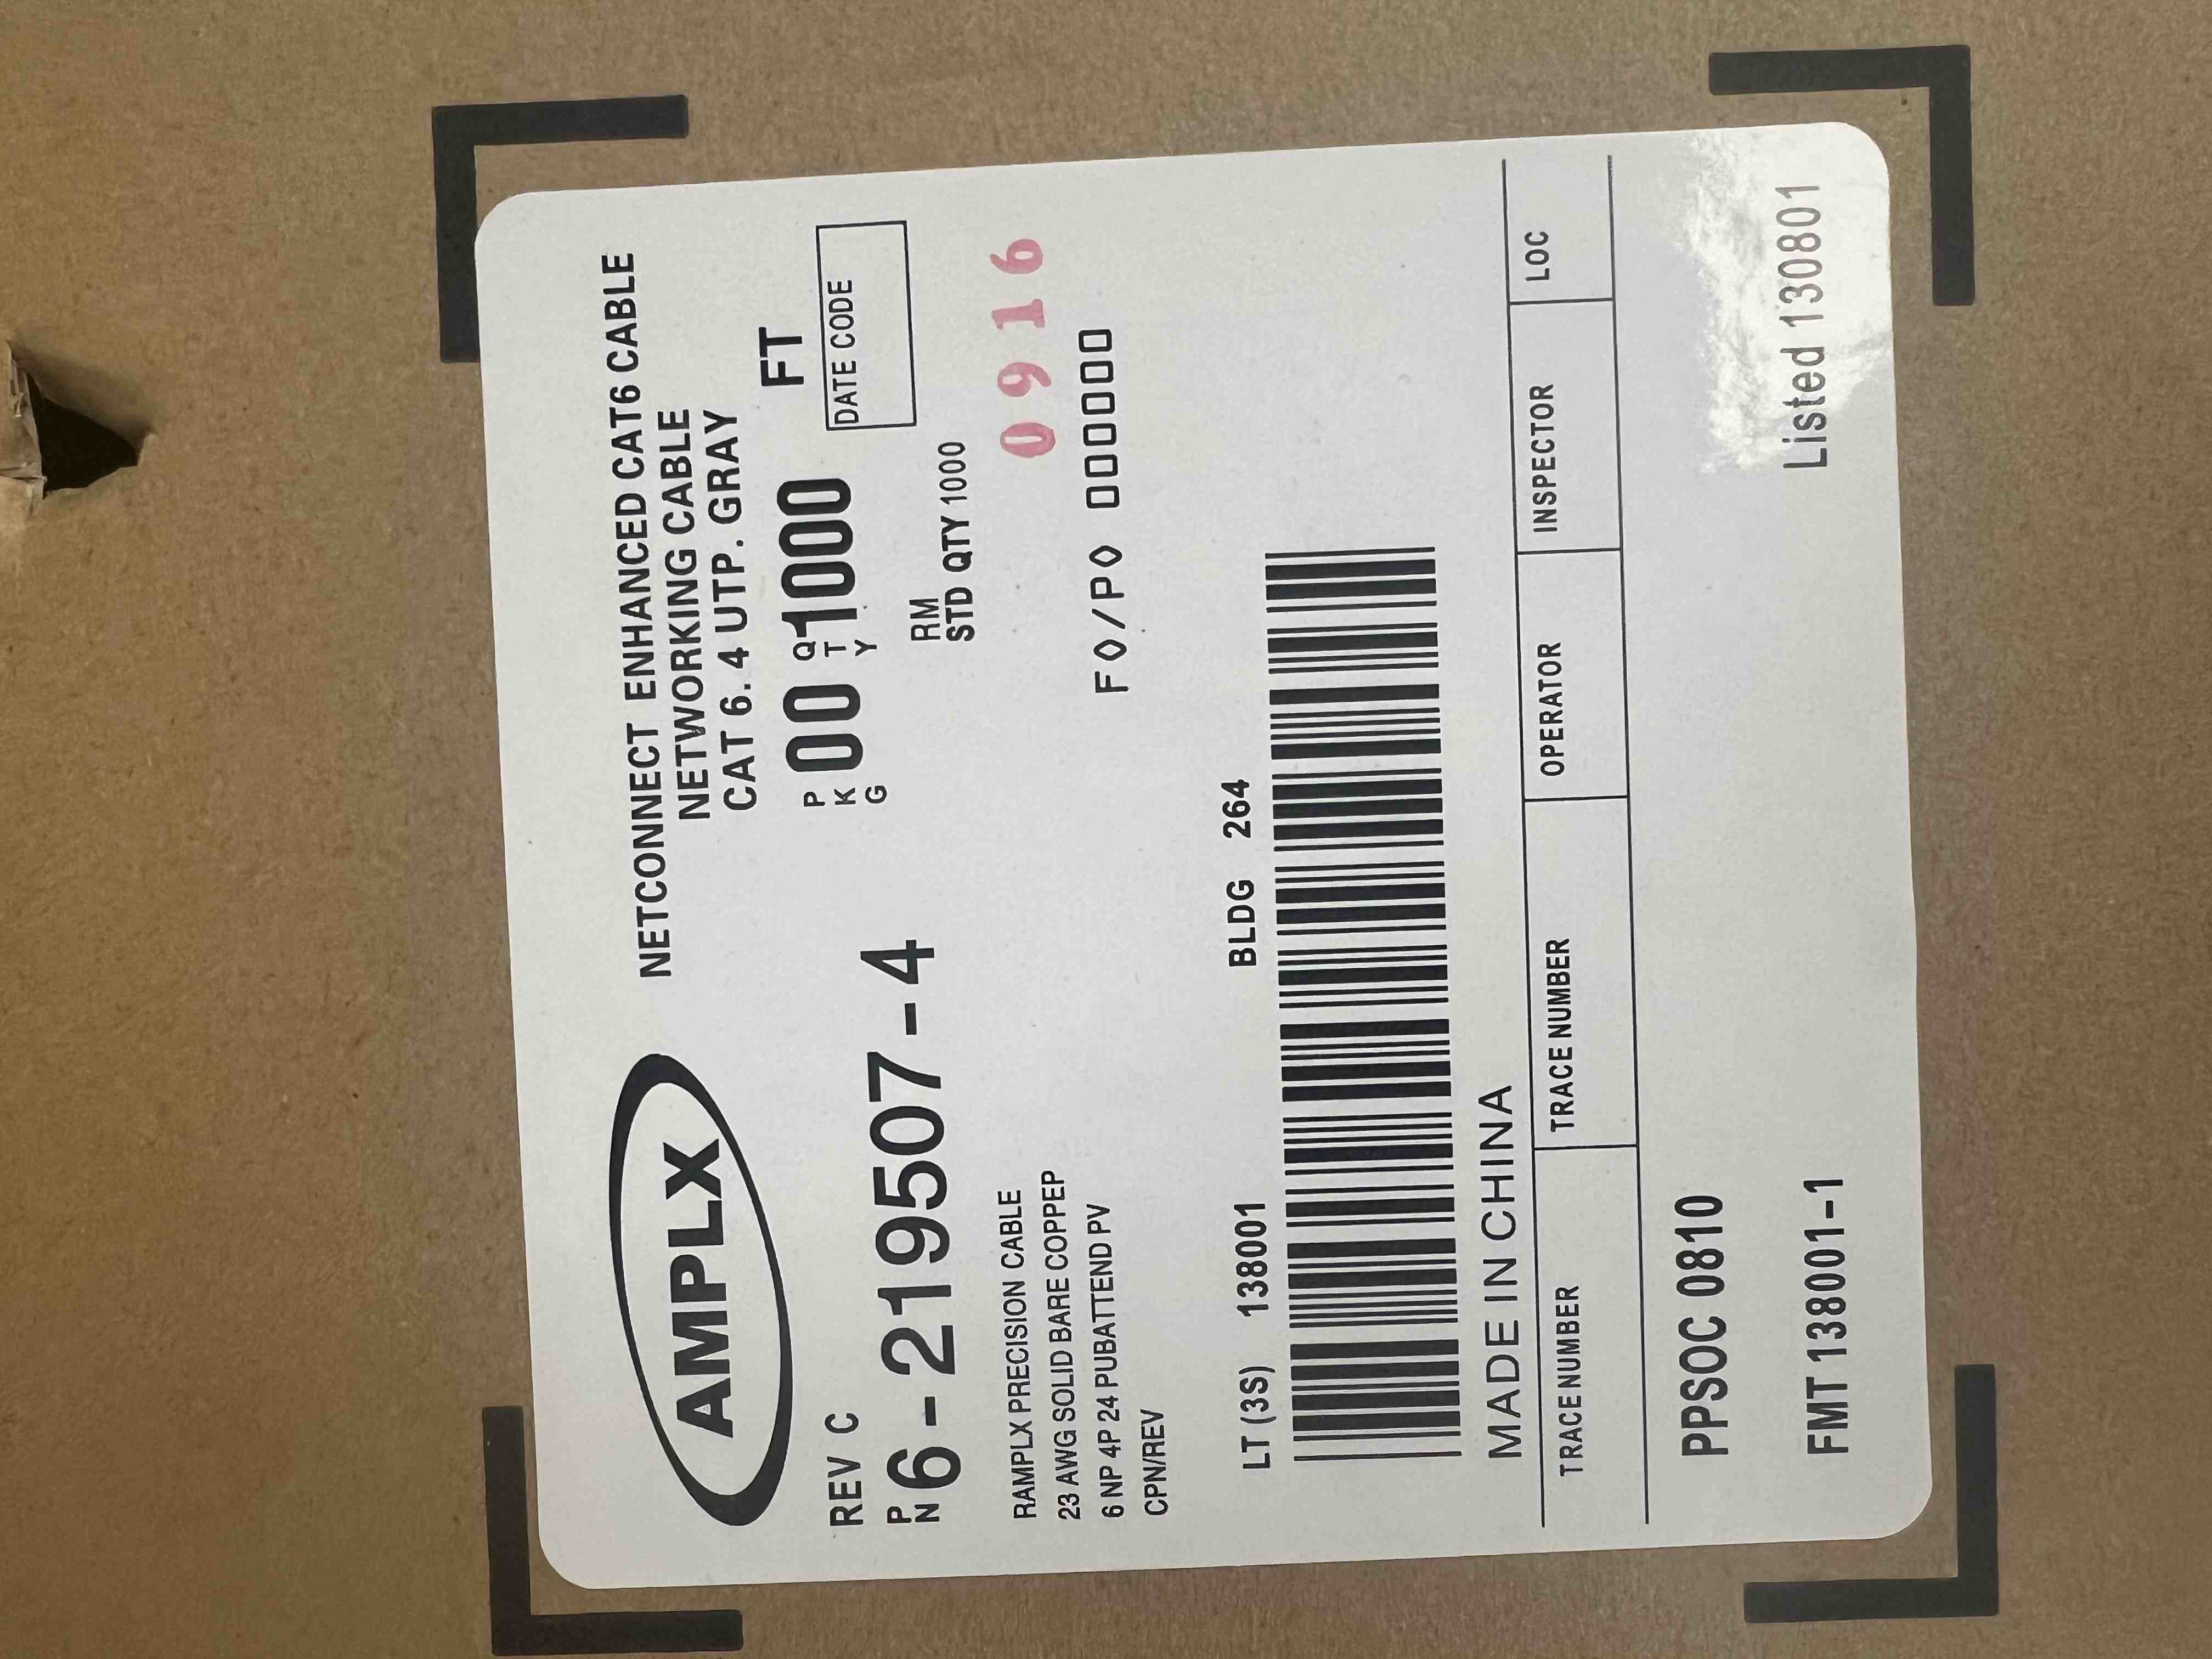 AMPLX
NETCONNECT ENHANCED CAT6 CABLE
NETWORKING CABLE
CAT 6. 4 UTP. GRAY
REV C
PN 6-219507-4
PKG 00 QTY 1000 FT
DATE CODE
RM
STD QTY 1000
RAMPLX PRECISION CABLE
23 AWG SOLID BARE COPPEP
6 NP 4P 24 PUBATTEND PV
CPN/REV
0916
FO/PO 000000
LT (3S) 138001 BLDG 264
MADE IN CHINA
TRACE NUMBER TRACE NUMBER OPERATOR INSPECTOR LOC
PPSOC 0810
FMT 138001-1 Listed 130801